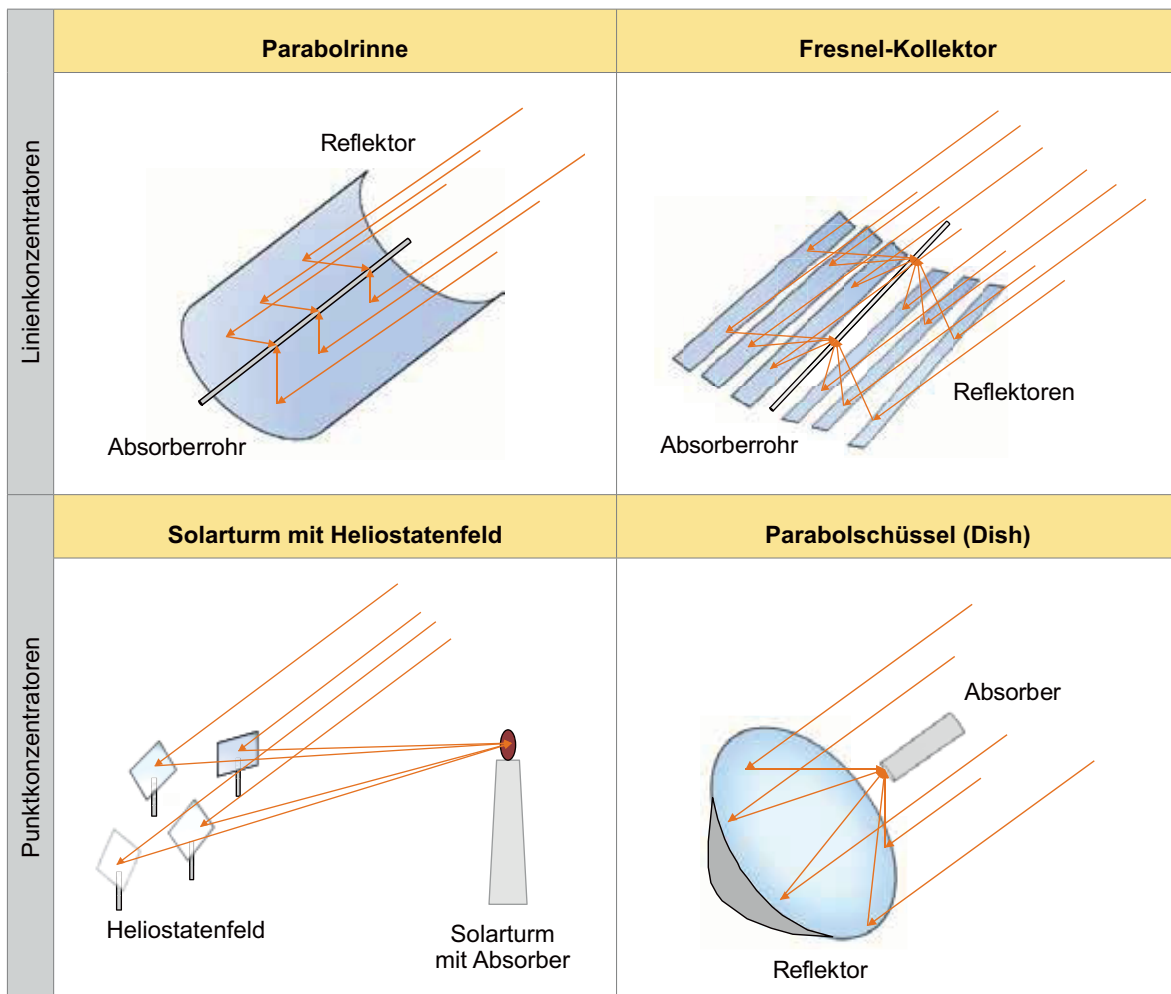 Parabolrinne
Fresnel-Kollektor
Linienkonzentratoren
Reflektor
Absorberrohr
Reflektoren
Absorberrohr
Solarturm mit Heliostatenfeld
Parabolschüssel (Dish)
Punktkonzentratoren
Heliostatenfeld
Solarturm
mit Absorber
Absorber
Reflektor